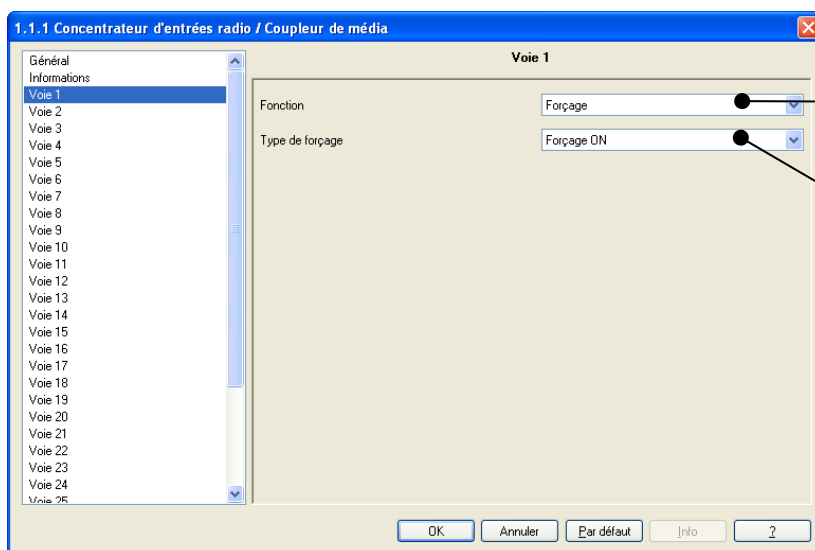 1.1.1 Concentrateur d'entrées radio / Coupleur de média
Général
Informations
Voie 1
Voie 2
Voie 3
Voie 4
Voie 5
Voie 6
Voie 7
Voie 8
Voie 9
Voie 10
Voie 11
Voie 12
Voie 13
Voie 14
Voie 15
Voie 16
Voie 17
Voie 18
Voie 19
Voie 20
Voie 21
Voie 22
Voie 23
Voie 24
Voie 25
Voie 1
Fonction Forçage
Type de forçage Forçage ON
OK Annuler Par défaut Info ?